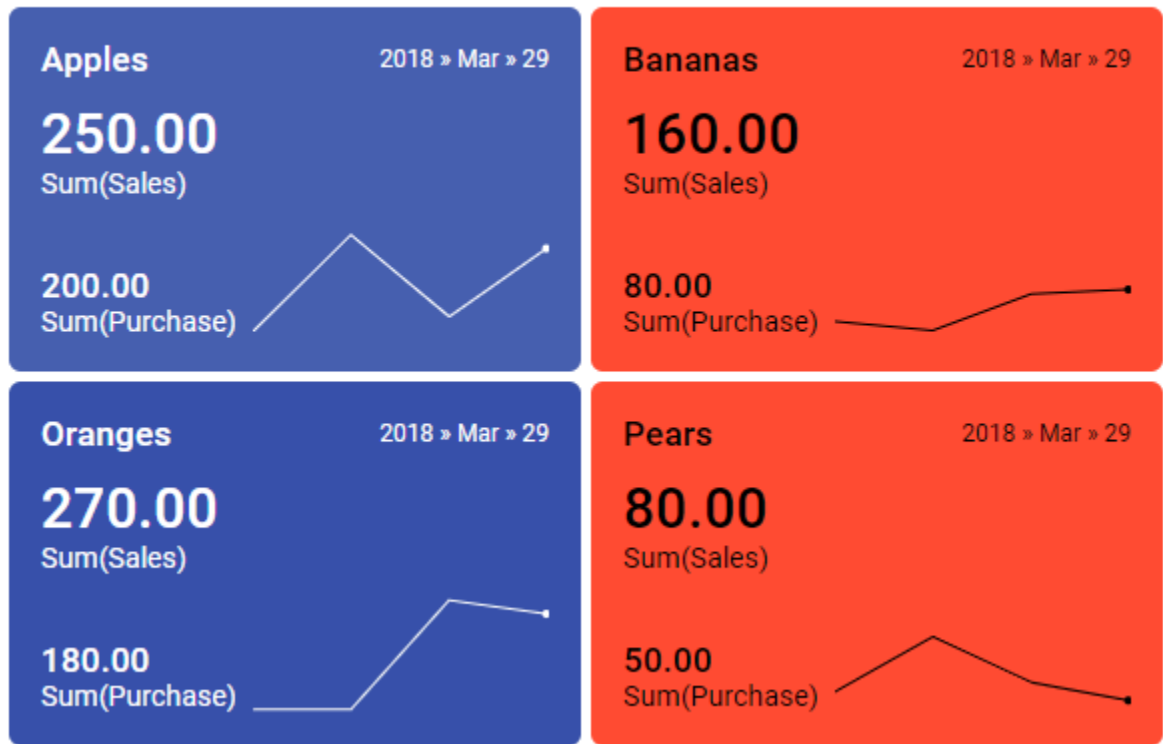 Apples 2018 » Mar » 29
250.00
Sum(Sales)
200.00
Sum(Purchase)
Bananas 2018 » Mar » 29
160.00
Sum(Sales)
80.00
Sum(Purchase)
Oranges 2018 » Mar » 29
270.00
Sum(Sales)
180.00
Sum(Purchase)
Pears 2018 » Mar » 29
80.00
Sum(Sales)
50.00
Sum(Purchase)